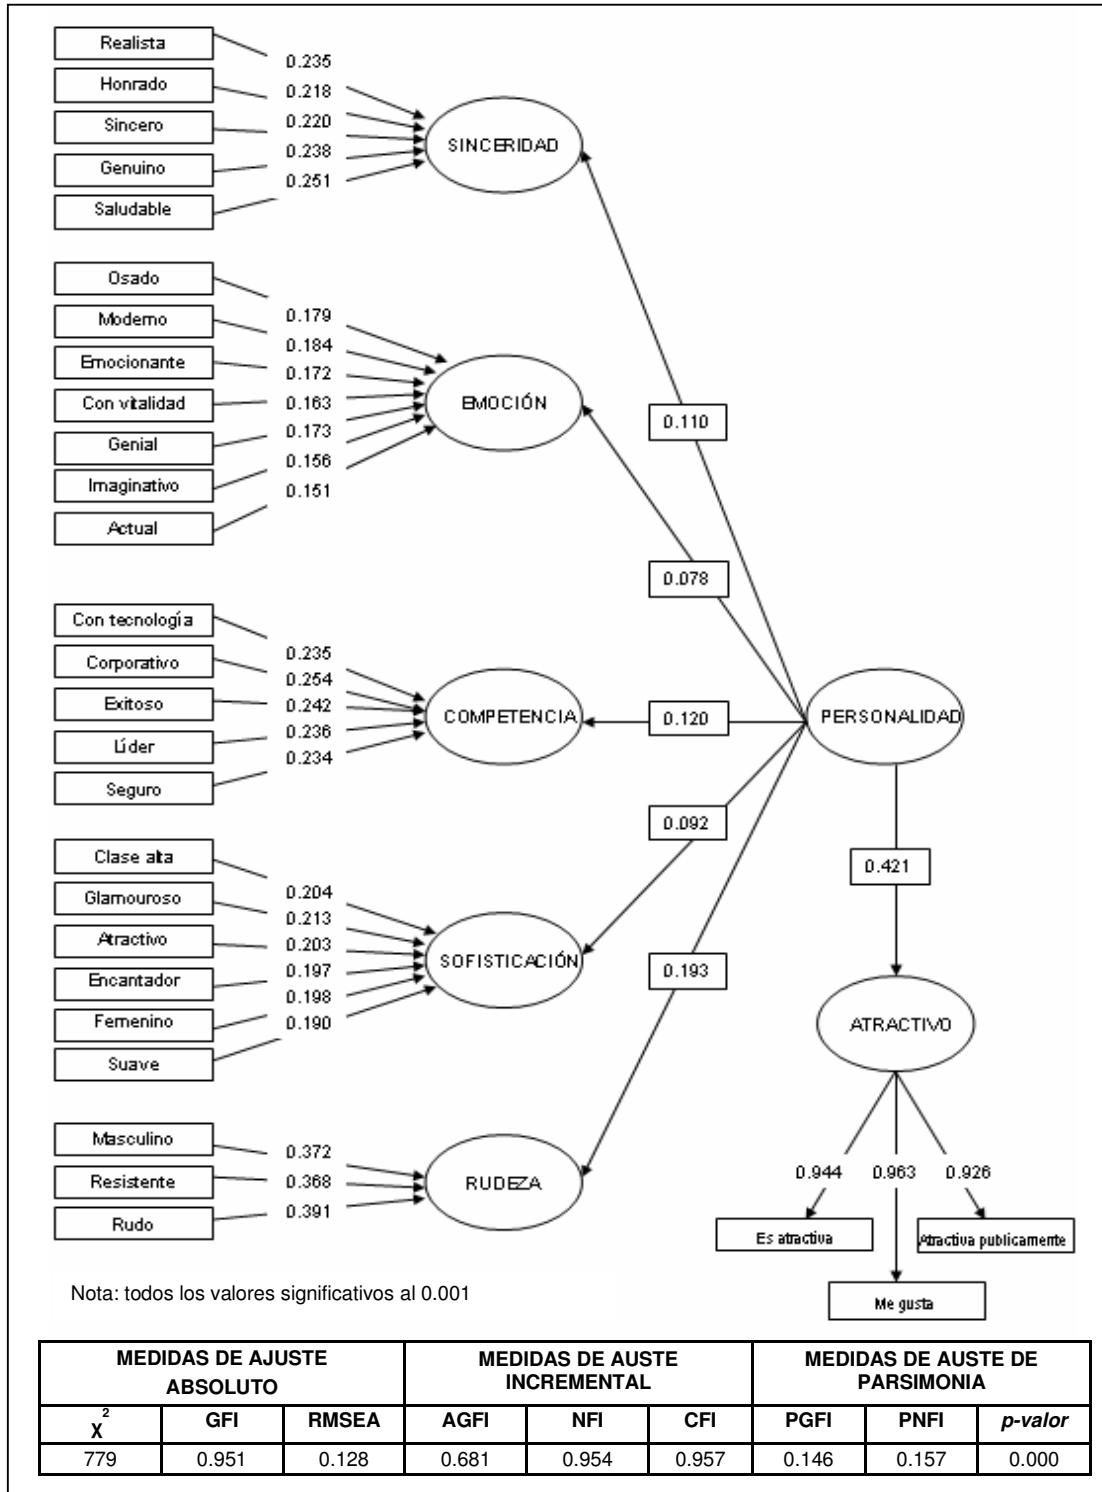 Realista
0.235
Honrado
0.218
Sincero
0.220
Genuino
0.238
Saludable
0.251
SINCERIDAD
Osado
Moderno
0.179
0.184
Emocionante
0.172
Con vitalidad
0.163
Genial
0.173
Imaginativo
0.156
Actual
0.151
EMOCIÓN
0.110
0.078
Con tecnología
Corporativo
0.235
0.254
Exitoso
0.242
Líder
0.236
Seguro
0.234
COMPETENCIA
0.120
PERSONALIDAD
0.092
0.421
Clase alta
Glamouroso
0.204
0.213
Atractivo
0.203
Encantador
0.197
Femenino
0.198
Suave
0.190
SOFISTICACIÓN
0.193
ATRACTIVO
Masculino
0.372
Resistente
0.368
Rudo
0.391
RUDEZA
0.944 0.963 0.926
Es atractiva
Atractiva publicamente
Me gusta
Nota: todos los valores significativos al 0.001
MEDIDAS DE AJUSTE
ABSOLUTO
MEDIDAS DE AUSTE
INCREMENTAL
MEDIDAS DE AUSTE DE
PARSIMONIA
χ² GFI RMSEA AGFI NFI CFI PGFI PNFI p-valor
779 0.951 0.128 0.681 0.954 0.957 0.146 0.157 0.000